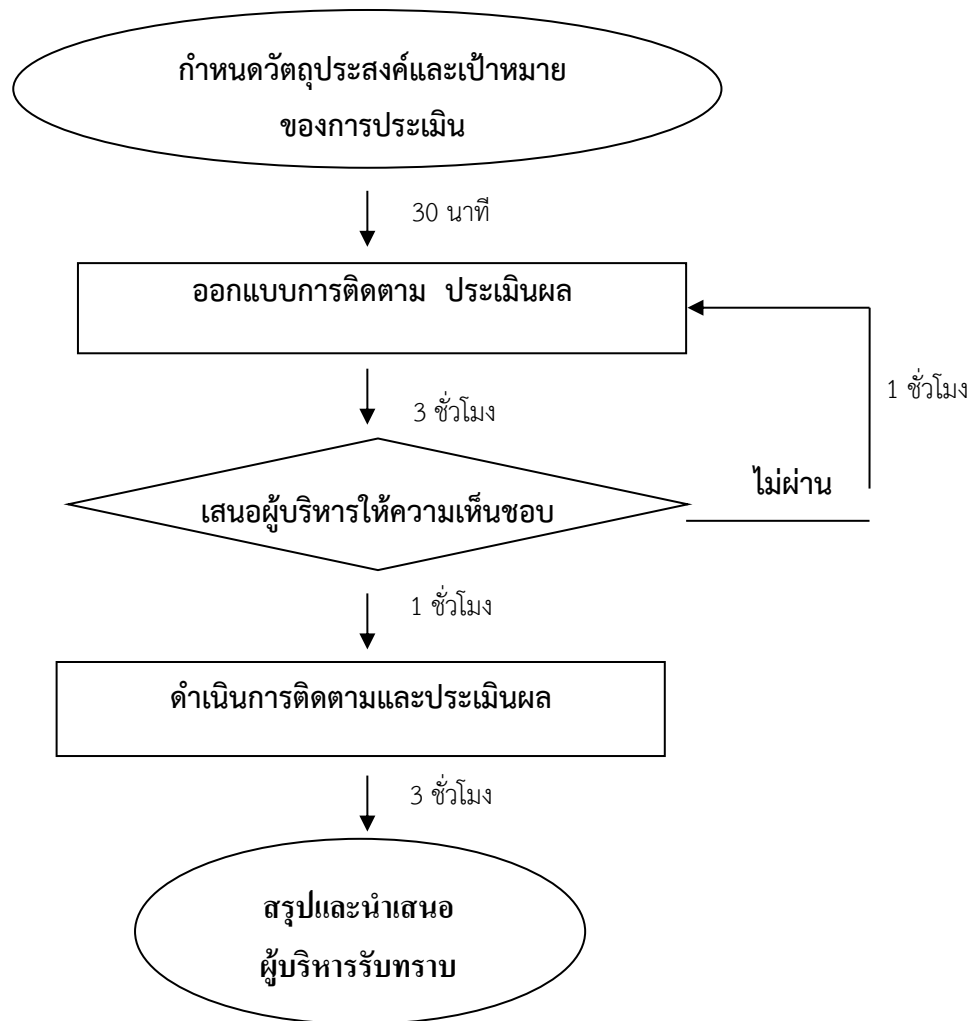 กำหนดวัตถุประสงค์และเป้าหมาย
ของการประเมิน
30 นาที
ออกแบบการติดตาม ประเมินผล
1 ชั่วโมง
3 ชั่วโมง
ไม่ผ่าน
เสนอผู้บริหารให้ความเห็นชอบ
1 ชั่วโมง
ดำเนินการติดตามและประเมินผล
3 ชั่วโมง
สรุปและนำเสนอ
ผู้บริหารรับทราบ